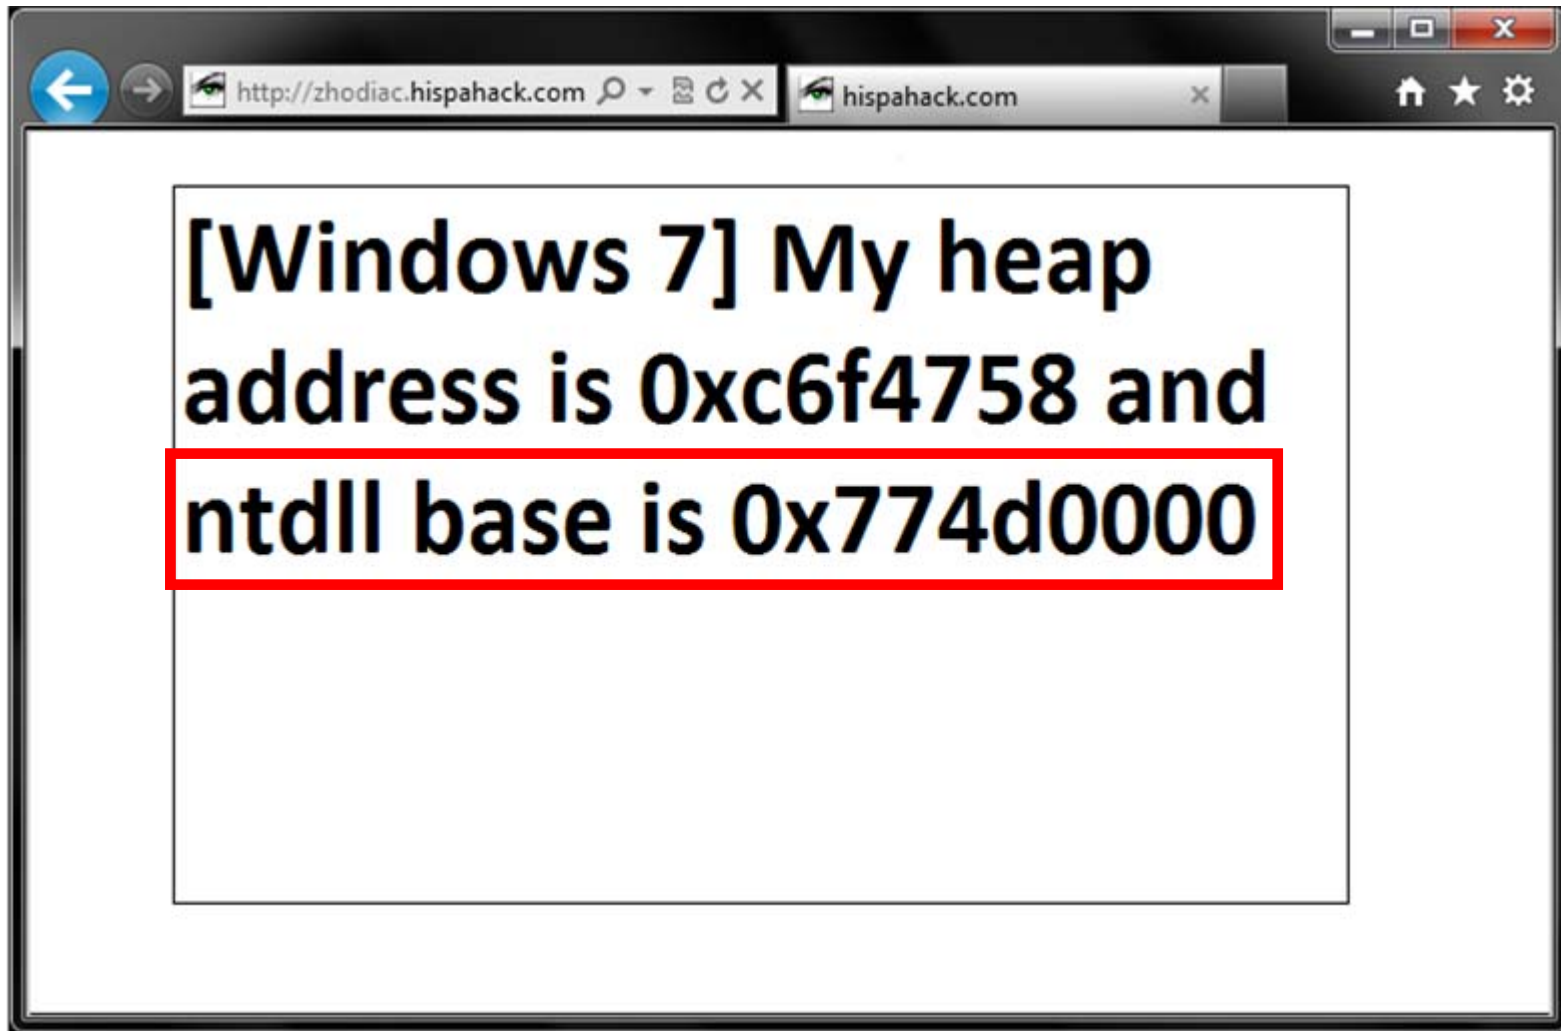 http://zhodiac.hispahack.com
hispahack.com
[Windows 7] My heap
address is 0xc6f4758 and
ntdll base is 0x774d0000